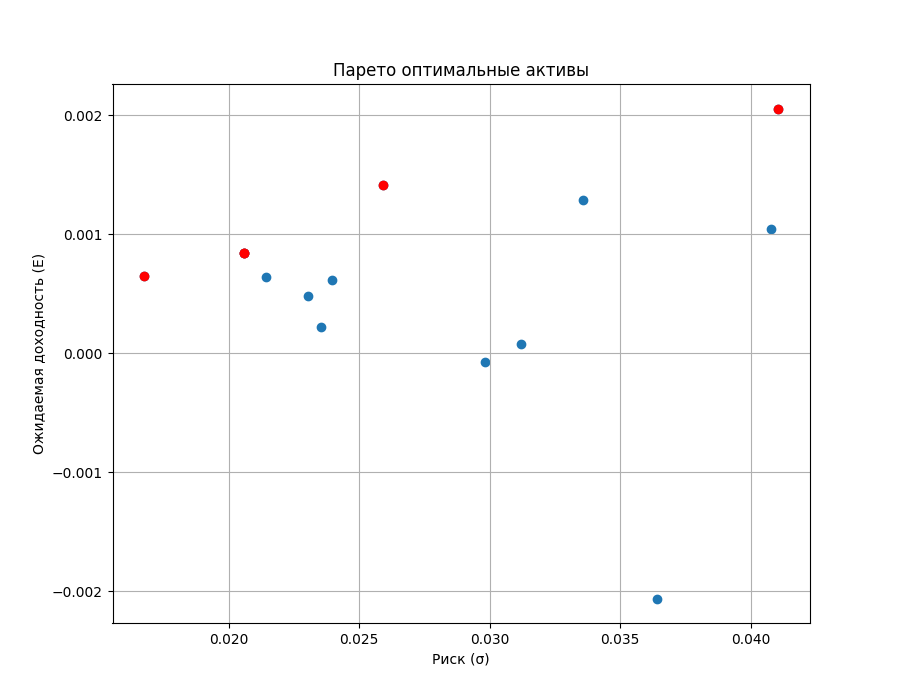 Парето оптимальные активы
0.002
0.001
0.000
−0.001
−0.002
Ожидаемая доходность (E)
0.020 0.025 0.030 0.035 0.040
Риск (σ)